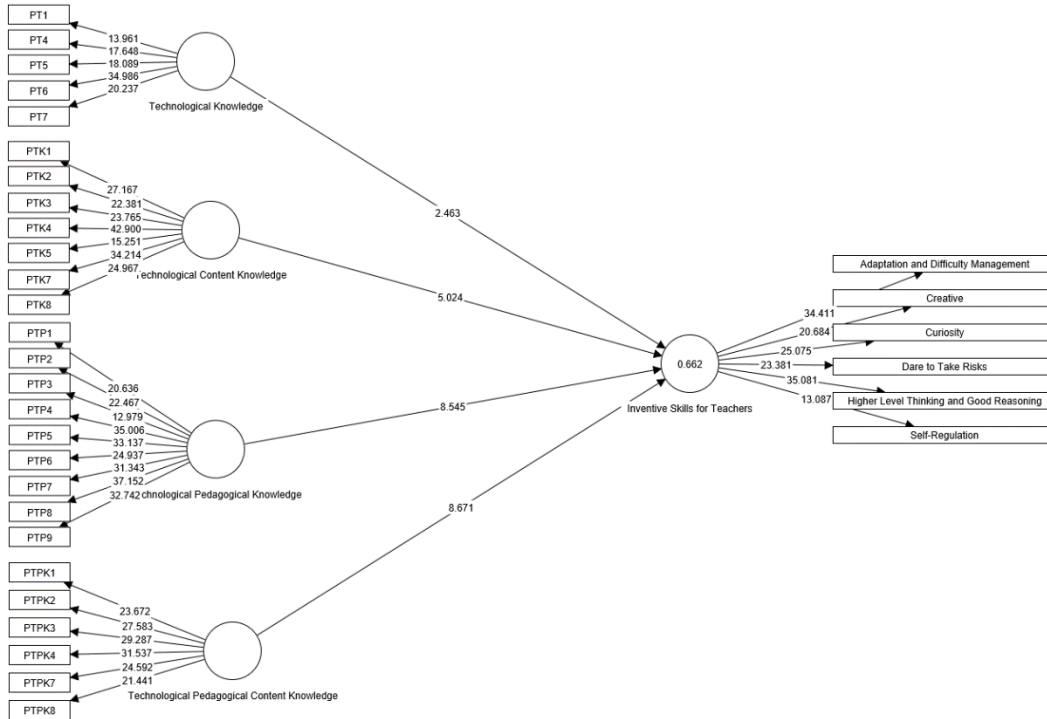 PT1
PT4
PT5
PT6
PT7
13.961
17.648
18.089
34.986
20.237
Technological Knowledge
PTK1
PTK2
PTK3
PTK4
PTK5
PTK7
PTK8
27.167
22.381
23.765
42.900
15.251
34.214
24.967
echnological Content Knowledge
PTP1
PTP2
PTP3
PTP4
PTP5
PTP6
PTP7
PTP8
PTP9
20.636
22.467
12.979
35.006
33.137
24.937
31.343
37.152
32.742
chnological Pedagogical Knowledge
PTPK1
PTPK2
PTPK3
PTPK4
PTPK7
PTPK8
23.672
27.583
29.287
31.537
24.592
21.441
Technological Pedagogical Content Knowledge
2.463
5.024
8.545
8.671
0.662
Inventive Skills for Teachers
34.411
20.684
25.075
23.381
35.081
13.087
Adaptation and Difficulty Management
Creative
Curiosity
Dare to Take Risks
Higher Level Thinking and Good Reasoning
Self-Regulation